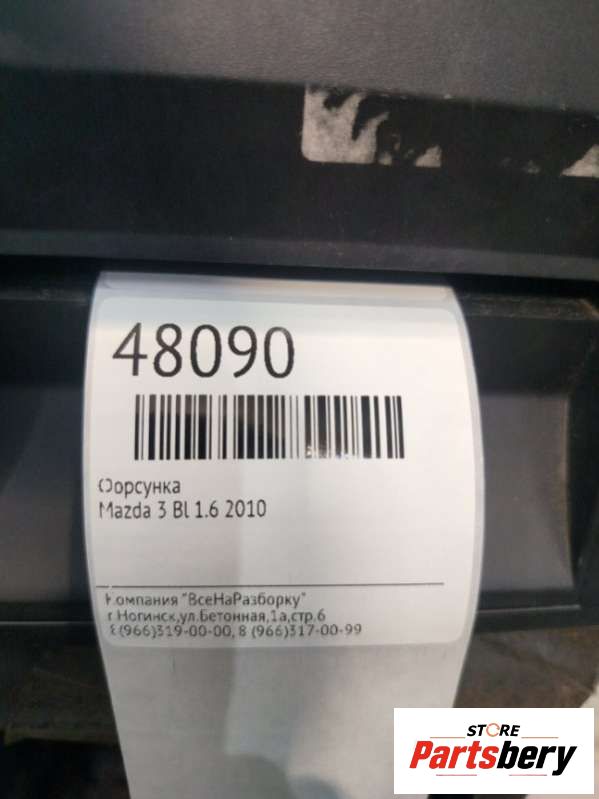 48090
Форсунка
Mazda 3 Bl 1.6 2010
Компания "ВсеНаРазборку"
г.Ногинск,ул.Бетонная,1а,стр.6
8(966)319-00-00, 8 (966)317-00-99
STORE
Partsbery